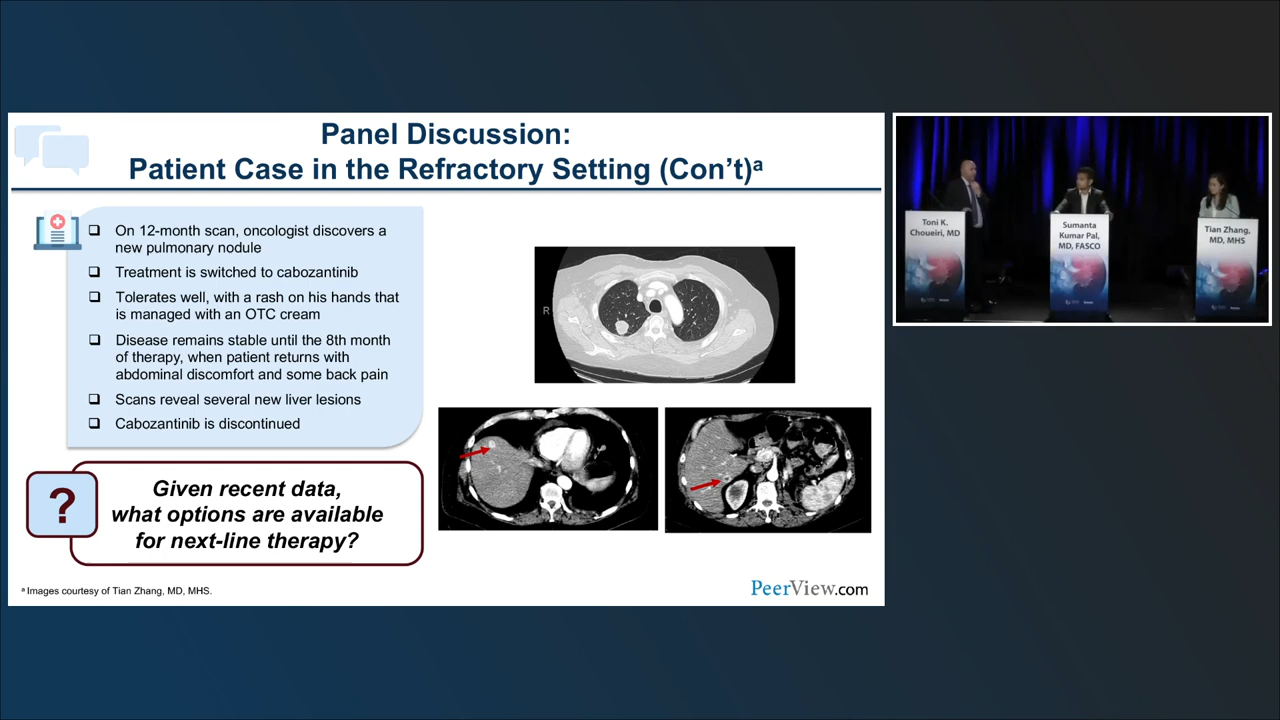 Panel Discussion:
Patient Case in the Refractory Setting (Con't)ᵃ
On 12-month scan, oncologist discovers a
new pulmonary nodule
Treatment is switched to cabozantinib
Tolerates well, with a rash on his hands that
is managed with an OTC cream
Disease remains stable until the 8th month
of therapy, when patient returns with
abdominal discomfort and some back pain
Scans reveal several new liver lesions
Cabozantinib is discontinued
?
Given recent data,
what options are available
for next-line therapy?
R
ᵃ Images courtesy of Tian Zhang, MD, MHS.
PeerView.com
Toni K.
Choueiri, MD
Sumanta
Kumar Pal,
MD, FASCO
Tian Zhang,
MD, MHS